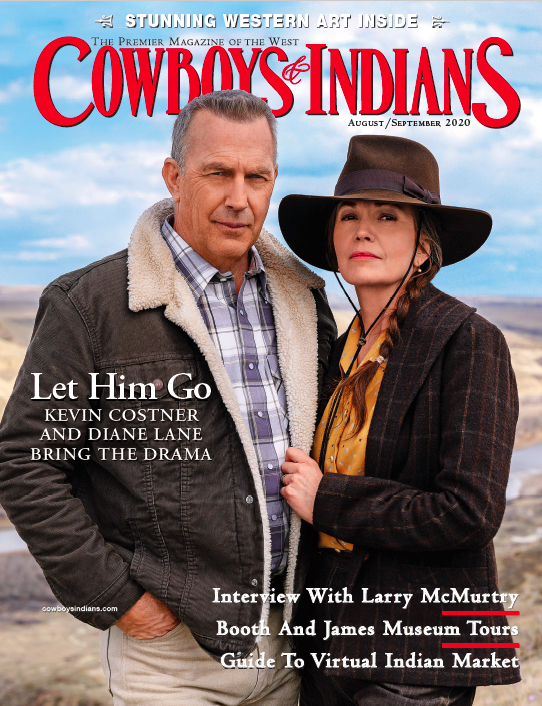 STUNNING WESTERN ART INSIDE
The Premier Magazine of the West
COWBOYS & INDIANS
August/September 2020
Let Him Go
KEVIN COSTNER
AND DIANE LANE
BRING THE DRAMA
cowboysindians.com
Interview With Larry McMurtry
Booth And James Museum Tours
Guide To Virtual Indian Market